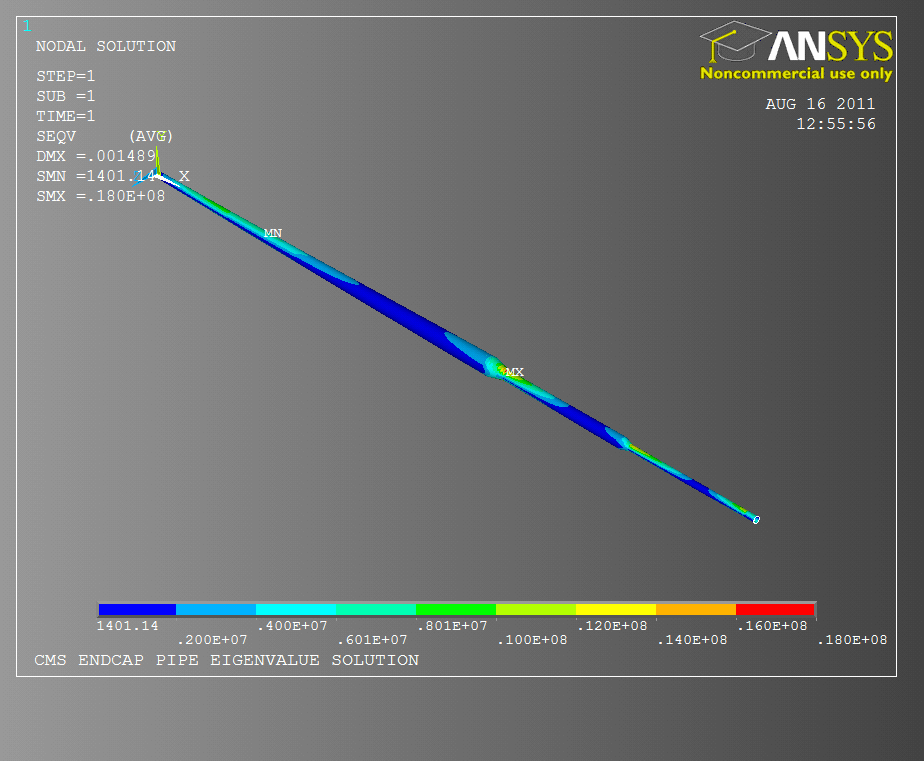 1
NODAL SOLUTION
STEP=1
SUB =1
TIME=1
SEQV (AVG)
DMX =.001489
SMN =1401.14
SMX =.180E+08
ANSYS
Noncommercial use only
AUG 16 2011
12:55:56
X
MN
MX
1401.14
.200E+07
.400E+07
.601E+07
.801E+07
.100E+08
.120E+08
.140E+08
.160E+08
.180E+08
CMS ENDCAP PIPE EIGENVALUE SOLUTION